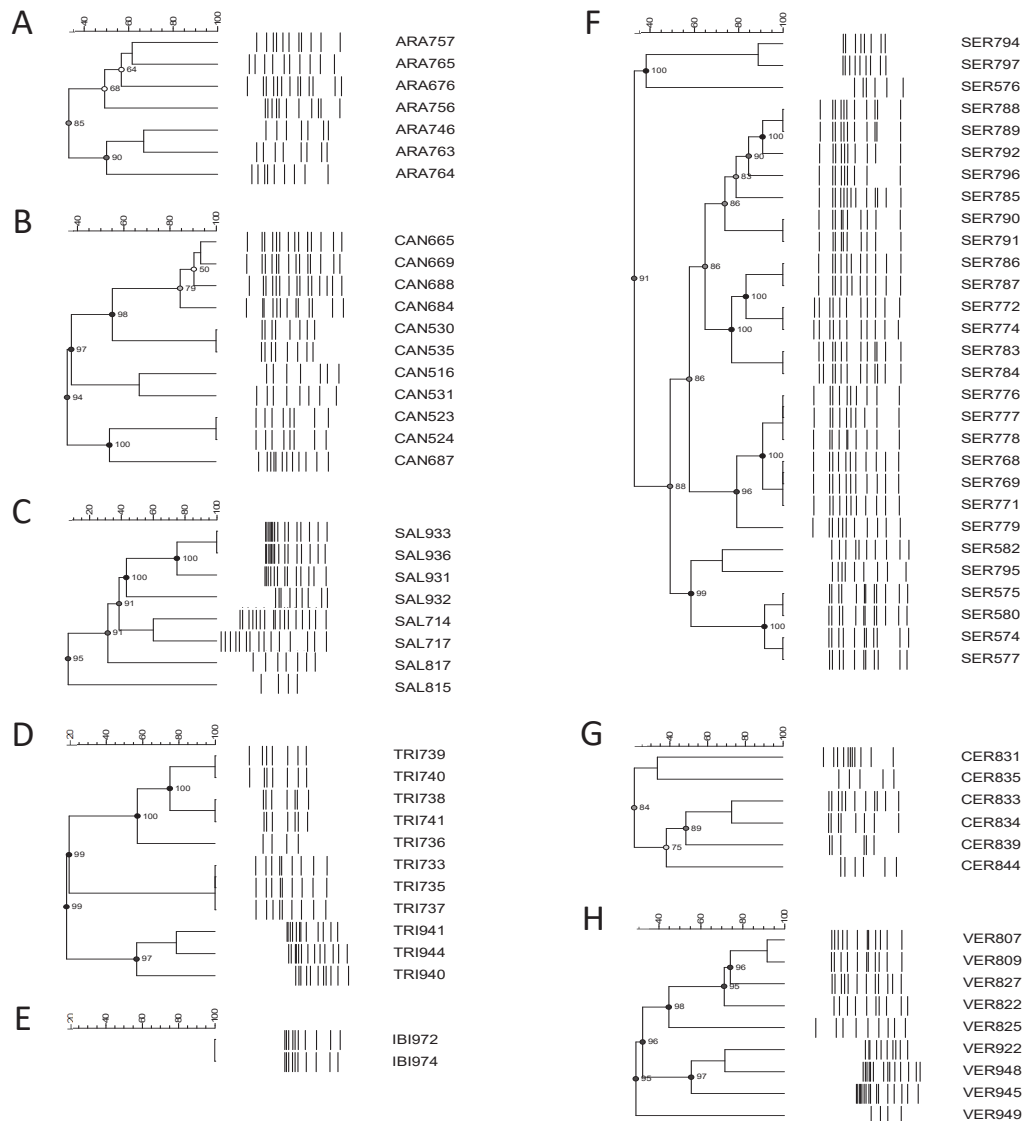 A
40
60
80
100
ARA757
ARA765
64
ARA676
68
ARA756
85
ARA746
ARA763
90
ARA764
B
40
60
80
100
CAN665
CAN669
50
CAN688
79
CAN684
98
CAN530
CAN535
97
CAN516
CAN531
94
CAN523
CAN524
100
CAN687
C
20
40
60
80
100
SAL933
SAL936
100
SAL931
100
SAL932
91
SAL714
91
SAL717
SAL817
95
SAL815
D
20
40
60
80
100
TRI739
TRI740
100
TRI738
TRI741
100
TRI736
99
TRI733
TRI735
99
TRI737
TRI941
97
TRI944
TRI940
E
20
40
60
80
100
IBI972
IBI974
F
40
60
80
100
SER794
SER797
100
SER576
SER788
SER789
100
SER792
90
SER796
83
SER785
86
SER790
SER791
86
SER786
91
SER787
100
SER772
SER774
100
SER783
SER784
86
SER776
SER777
SER778
100
SER768
SER769
88
96
SER771
SER779
SER582
SER795
99
SER575
SER580
100
SER574
SER577
G
40
60
80
100
CER831
CER835
84
CER833
CER834
89
CER839
75
CER844
H
40
60
80
100
VER807
VER809
96
VER827
95
VER822
98
VER825
96
VER922
VER948
95
97
VER945
VER949